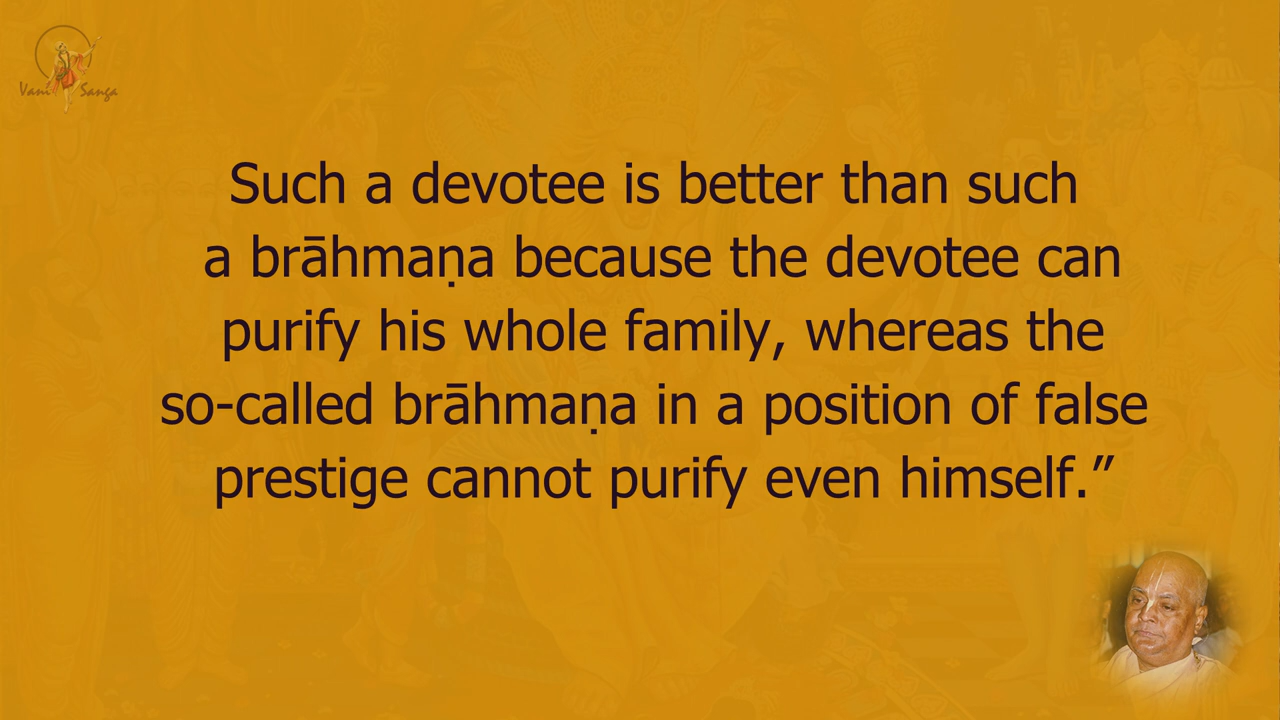 Vani Sanga
Such a devotee is better than such
a brāhmaṇa because the devotee can
purify his whole family, whereas the
so-called brāhmaṇa in a position of false
prestige cannot purify even himself.”